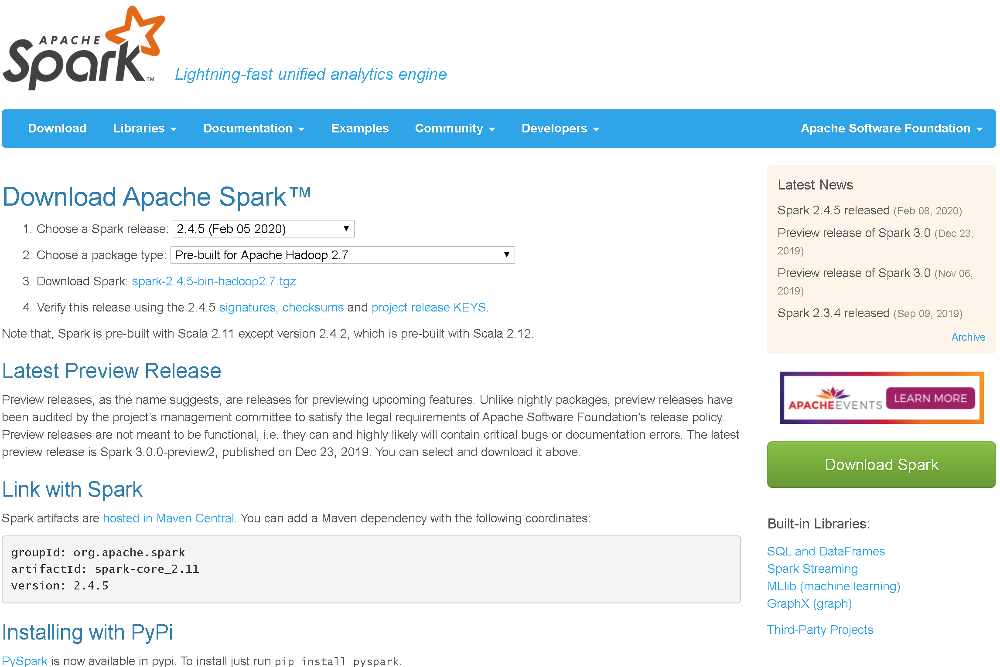 APACHE
Spark™
Lightning-fast unified analytics engine
Download Libraries Documentation Examples Community Developers Apache Software Foundation
Download Apache Spark™
1. Choose a Spark release: 2.4.5 (Feb 05 2020)
2. Choose a package type: Pre-built for Apache Hadoop 2.7
3. Download Spark: spark-2.4.5-bin-hadoop2.7.tgz
4. Verify this release using the 2.4.5 signatures, checksums and project release KEYS.
Note that, Spark is pre-built with Scala 2.11 except version 2.4.2, which is pre-built with Scala 2.12.
Latest Preview Release
Preview releases, as the name suggests, are releases for previewing upcoming features. Unlike nightly packages, preview releases have
been audited by the project’s management committee to satisfy the legal requirements of Apache Software Foundation’s release policy.
Preview releases are not meant to be functional, i.e. they can and highly likely will contain critical bugs or documentation errors. The latest
preview release is Spark 3.0.0-preview2, published on Dec 23, 2019. You can select and download it above.
Link with Spark
Spark artifacts are hosted in Maven Central. You can add a Maven dependency with the following coordinates:
groupId: org.apache.spark
artifactId: spark-core_2.11
version: 2.4.5
Installing with PyPi
PySpark is now available in pypi. To install just run pip install pyspark.
Latest News
Spark 2.4.5 released (Feb 08, 2020)
Preview release of Spark 3.0 (Dec 23,
2019)
Preview release of Spark 3.0 (Nov 06,
2019)
Spark 2.3.4 released (Sep 09, 2019)
Archive
APACHEEVENTS LEARN MORE
Download Spark
Built-in Libraries:
SQL and DataFrames
Spark Streaming
MLlib (machine learning)
GraphX (graph)
Third-Party Projects